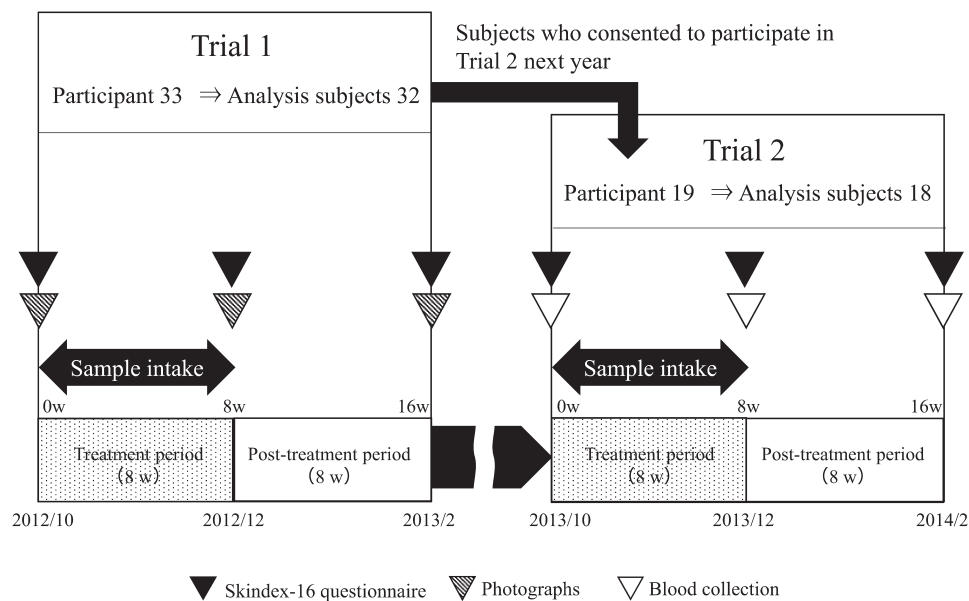 Trial 1
Participant 33 ⇒ Analysis subjects 32
Subjects who consented to participate in
Trial 2 next year
Trial 2
Participant 19 ⇒ Analysis subjects 18
Sample intake
0w
8w
16w
Treatment period
(8 w)
Post-treatment period
(8 w)
2012/10
2012/12
2013/2
Sample intake
0w
8w
16w
Treatment period
(8 w)
Post-treatment period
(8 w)
2013/10
2013/12
2014/2
Skindex-16 questionnaire
Photographs
Blood collection